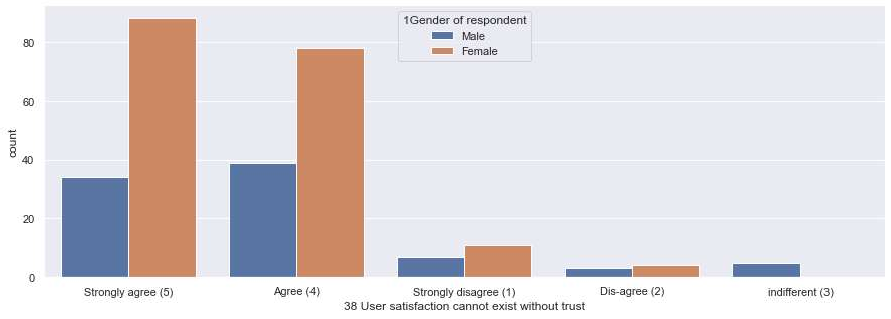 1Gender of respondent
Male
Female
count
80
60
40
20
0
Strongly agree (5)
Agree (4)
Strongly disagree (1)
Dis-agree (2)
indifferent (3)
38 User satisfaction cannot exist without trust